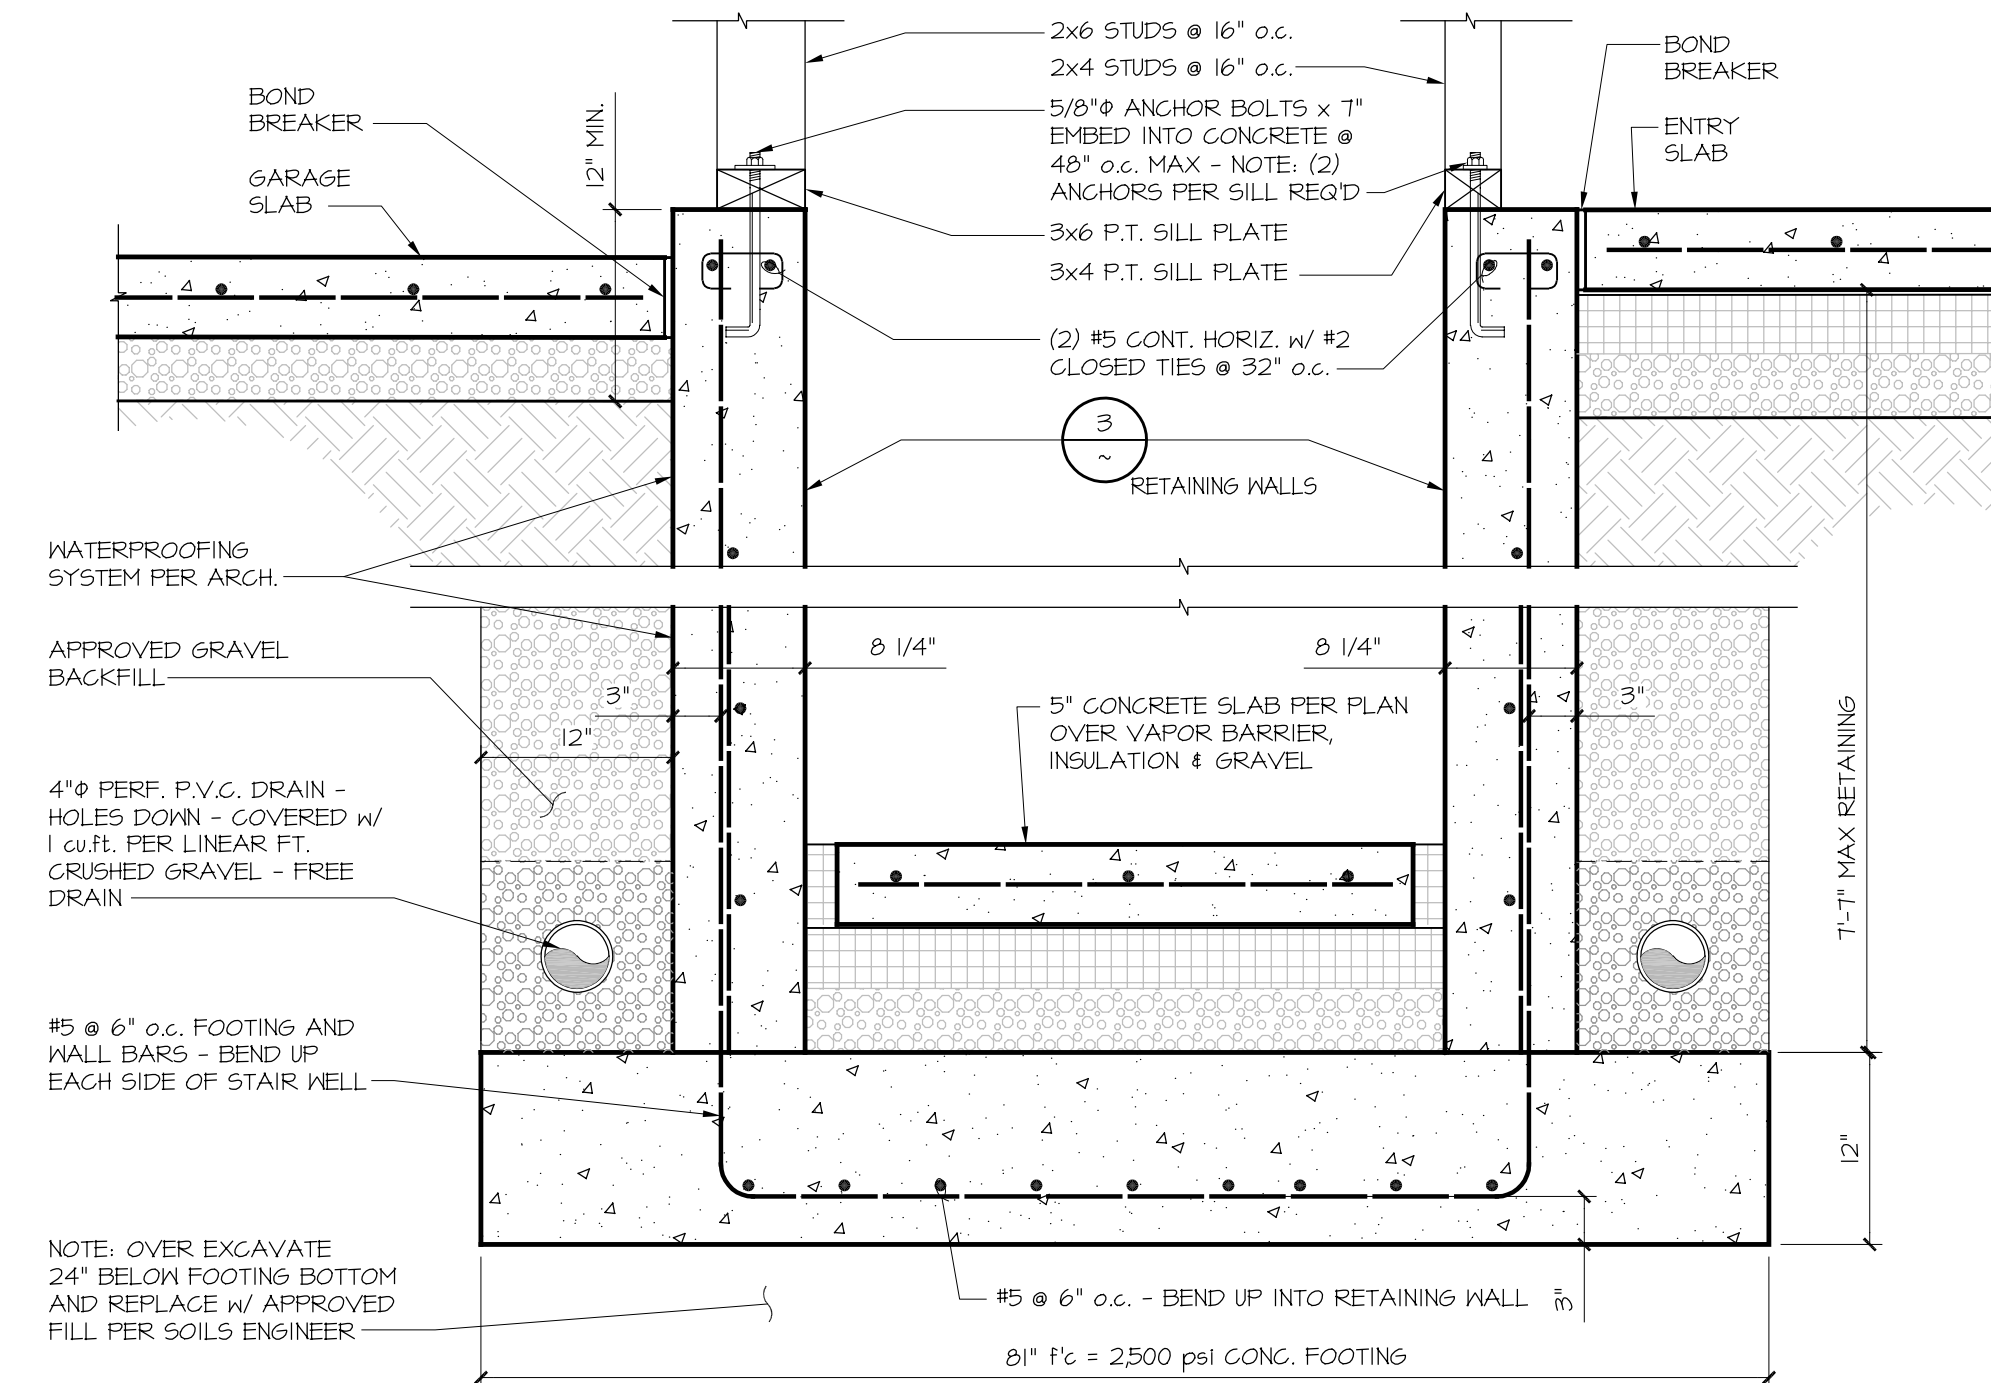 2x6 STUDS @ 16" o.c.
2x4 STUDS @ 16" o.c.
5/8"Φ ANCHOR BOLTS x 7"
EMBED INTO CONCRETE @
48" o.c. MAX - NOTE: (2)
ANCHORS PER SILL REQ'D
3x6 P.T. SILL PLATE
3x4 P.T. SILL PLATE
(2) #5 CONT. HORIZ. w/ #2
CLOSED TIES @ 32" o.c.
3
~
RETAINING WALLS
BOND
BREAKER
GARAGE
SLAB
12" MIN.
BOND
BREAKER
ENTRY
SLAB
WATERPROOFING
SYSTEM PER ARCH.
APPROVED GRAVEL
BACKFILL
8 1/4"
8 1/4"
3"
3"
12"
5" CONCRETE SLAB PER PLAN
OVER VAPOR BARRIER,
INSULATION & GRAVEL
7'-7" MAX RETAINING
4"Φ PERF. P.V.C. DRAIN -
HOLES DOWN - COVERED w/
1 cu.ft. PER LINEAR FT.
CRUSHED GRAVEL - FREE
DRAIN
#5 @ 6" o.c. FOOTING AND
WALL BARS - BEND UP
EACH SIDE OF STAIR WELL
12"
NOTE: OVER EXCAVATE
24" BELOW FOOTING BOTTOM
AND REPLACE w/ APPROVED
FILL PER SOILS ENGINEER
#5 @ 6" o.c. - BEND UP INTO RETAINING WALL
3"
81" f'c = 2,500 psi CONC. FOOTING